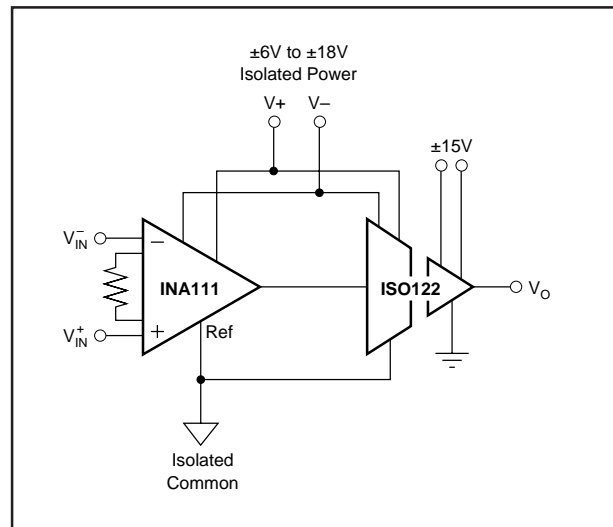 ±6V to ±18V
Isolated Power
V+ V–
±15V
V–IN
–
INA111
ISO122
VO
+
V+IN
Ref
Isolated
Common